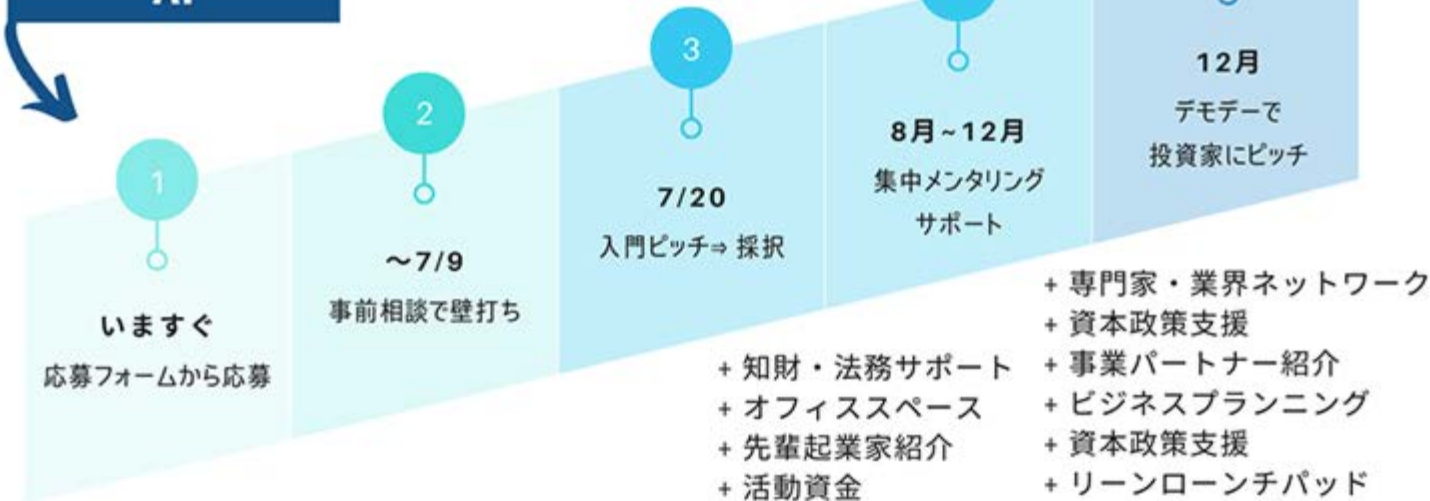 1
いますぐ
応募フォームから応募
2
～7/9
事前相談で壁打ち
3
7/20
入門ピッチ⇒ 採択
8月~12月
集中メンタリング
サポート
12月
デモデーで
投資家にピッチ
+ 知財・法務サポート
+ オフィススペース
+ 先輩起業家紹介
+ 活動資金
+ 専門家・業界ネットワーク
+ 資本政策支援
+ 事業パートナー紹介
+ ビジネスプランニング
+ 資本政策支援
+ リーンローンチパッド